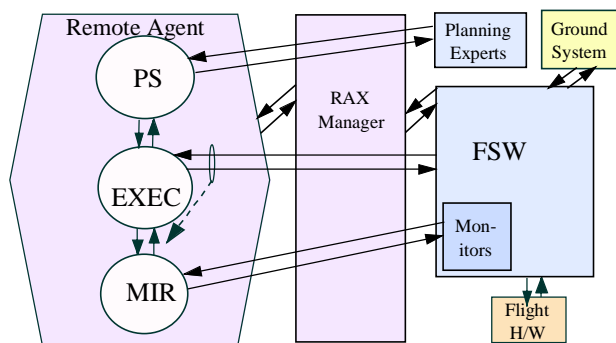 Remote Agent
PS
EXEC
MIR
RAX
Manager
Planning
Experts
Ground
System
FSW
Mon-
itors
Flight
H/W